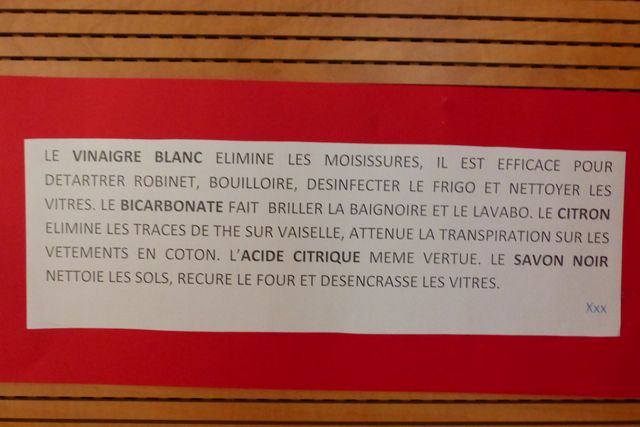 LE VINAIGRE BLANC ELIMINE LES MOISISSURES, IL EST EFFICACE POUR
DETARTRER ROBINET, BOUILLOIRE, DESINFECTER LE FRIGO ET NETTOYER LES
VITRES. LE BICARBONATE FAIT BRILLER LA BAIGNOIRE ET LE LAVABO. LE CITRON
ELIMINE LES TRACES DE THE SUR VAISELLE, ATTENUE LA TRANSPIRATION SUR LES
VETEMENTS EN COTON. L'ACIDE CITRIQUE MEME VERTUE. LE SAVON NOIR
NETTOIE LES SOLS, RECURE LE FOUR ET DESENCRASSE LES VITRES.
Xxx